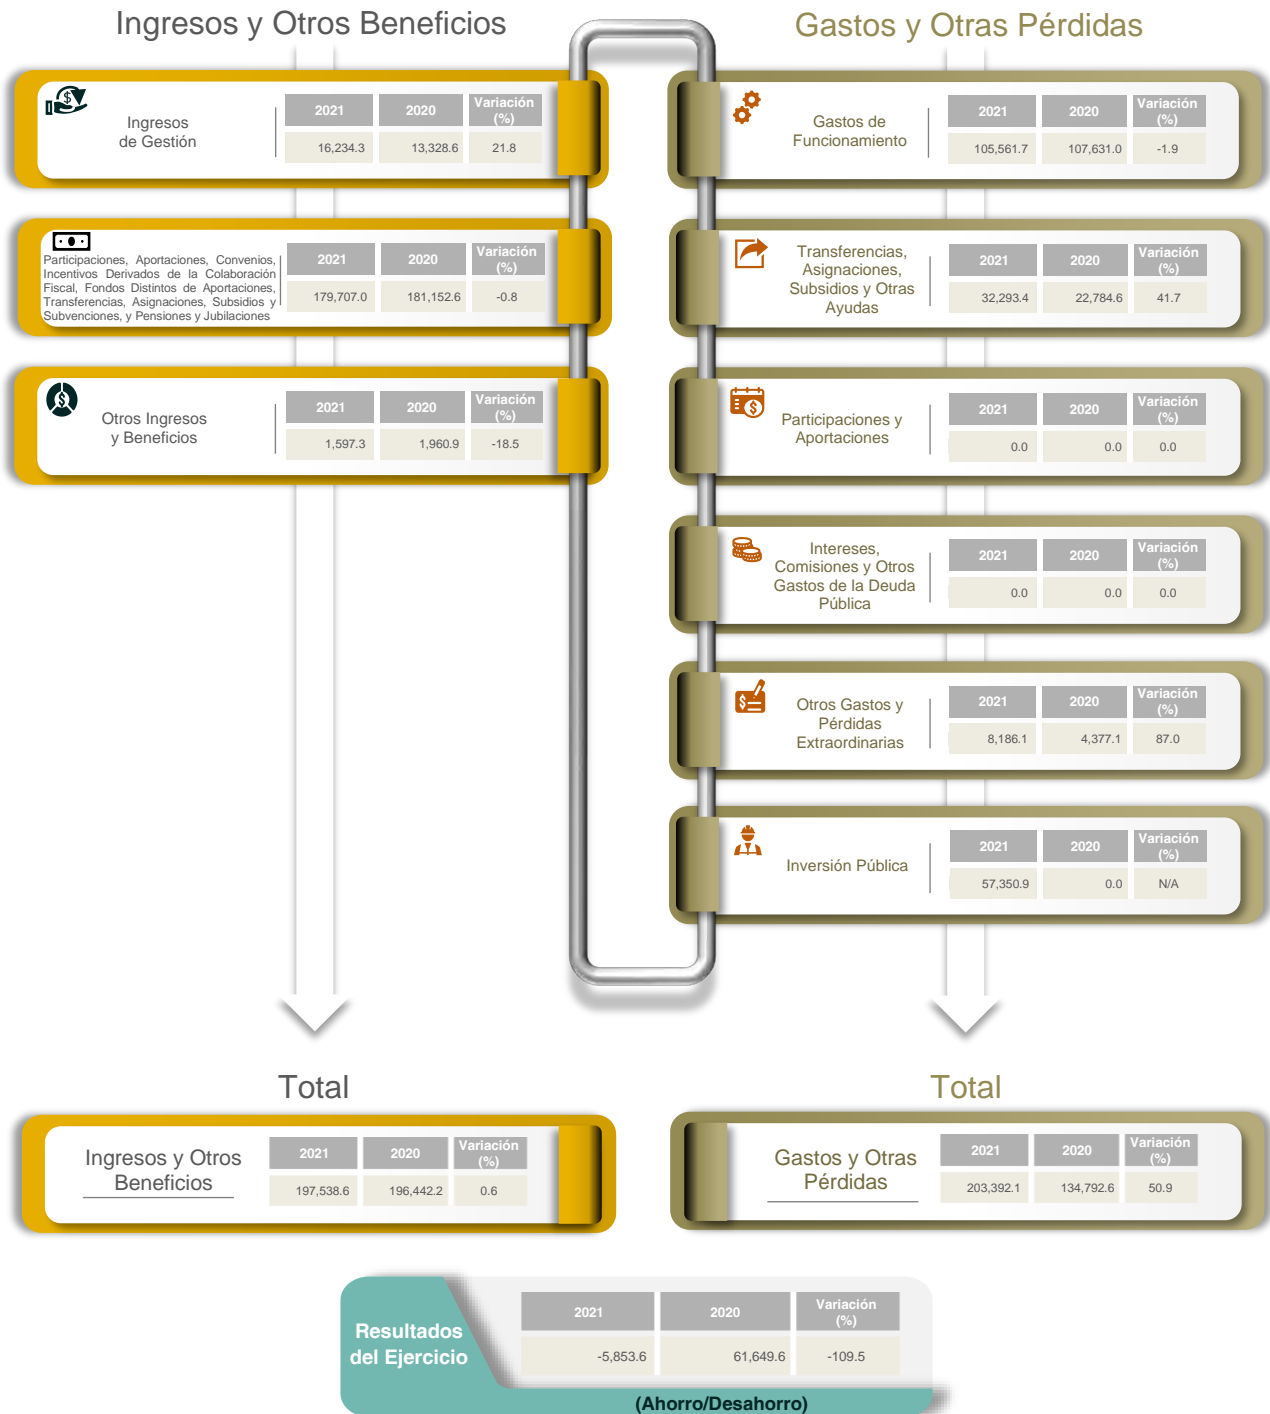 Ingresos y Otros Beneficios
Ingresos
de Gestión
2021 2020 Variación
(%)
16,234.3 13,328.6 21.8
Participaciones, Aportaciones, Convenios,
Incentivos Derivados de la Colaboración
Fiscal, Fondos Distintos de Aportaciones,
Transferencias, Asignaciones, Subsidios y
Subvenciones, y Pensiones y Jubilaciones
2021 2020 Variación
(%)
179,707.0 181,152.6 -0.8
Otros Ingresos
y Beneficios
2021 2020 Variación
(%)
1,597.3 1,960.9 -18.5
Gastos y Otras Pérdidas
Gastos de
Funcionamiento
2021 2020 Variación
(%)
105,561.7 107,631.0 -1.9
Transferencias,
Asignaciones,
Subsidios y Otras
Ayudas
2021 2020 Variación
(%)
32,293.4 22,784.6 41.7
Participaciones y
Aportaciones
2021 2020 Variación
(%)
0.0 0.0 0.0
Intereses,
Comisiones y Otros
Gastos de la Deuda
Pública
2021 2020 Variación
(%)
0.0 0.0 0.0
Otros Gastos y
Pérdidas
Extraordinarias
2021 2020 Variación
(%)
8,186.1 4,377.1 87.0
Inversión Pública
2021 2020 Variación
(%)
57,350.9 0.0 N/A
Total
Ingresos y Otros
Beneficios
2021 2020 Variación
(%)
197,538.6 196,442.2 0.6
Total
Gastos y Otras
Pérdidas
2021 2020 Variación
(%)
203,392.1 134,792.6 50.9
Resultados
del Ejercicio
2021 2020 Variación
(%)
-5,853.6 61,649.6 -109.5
(Ahorro/Desahorro)